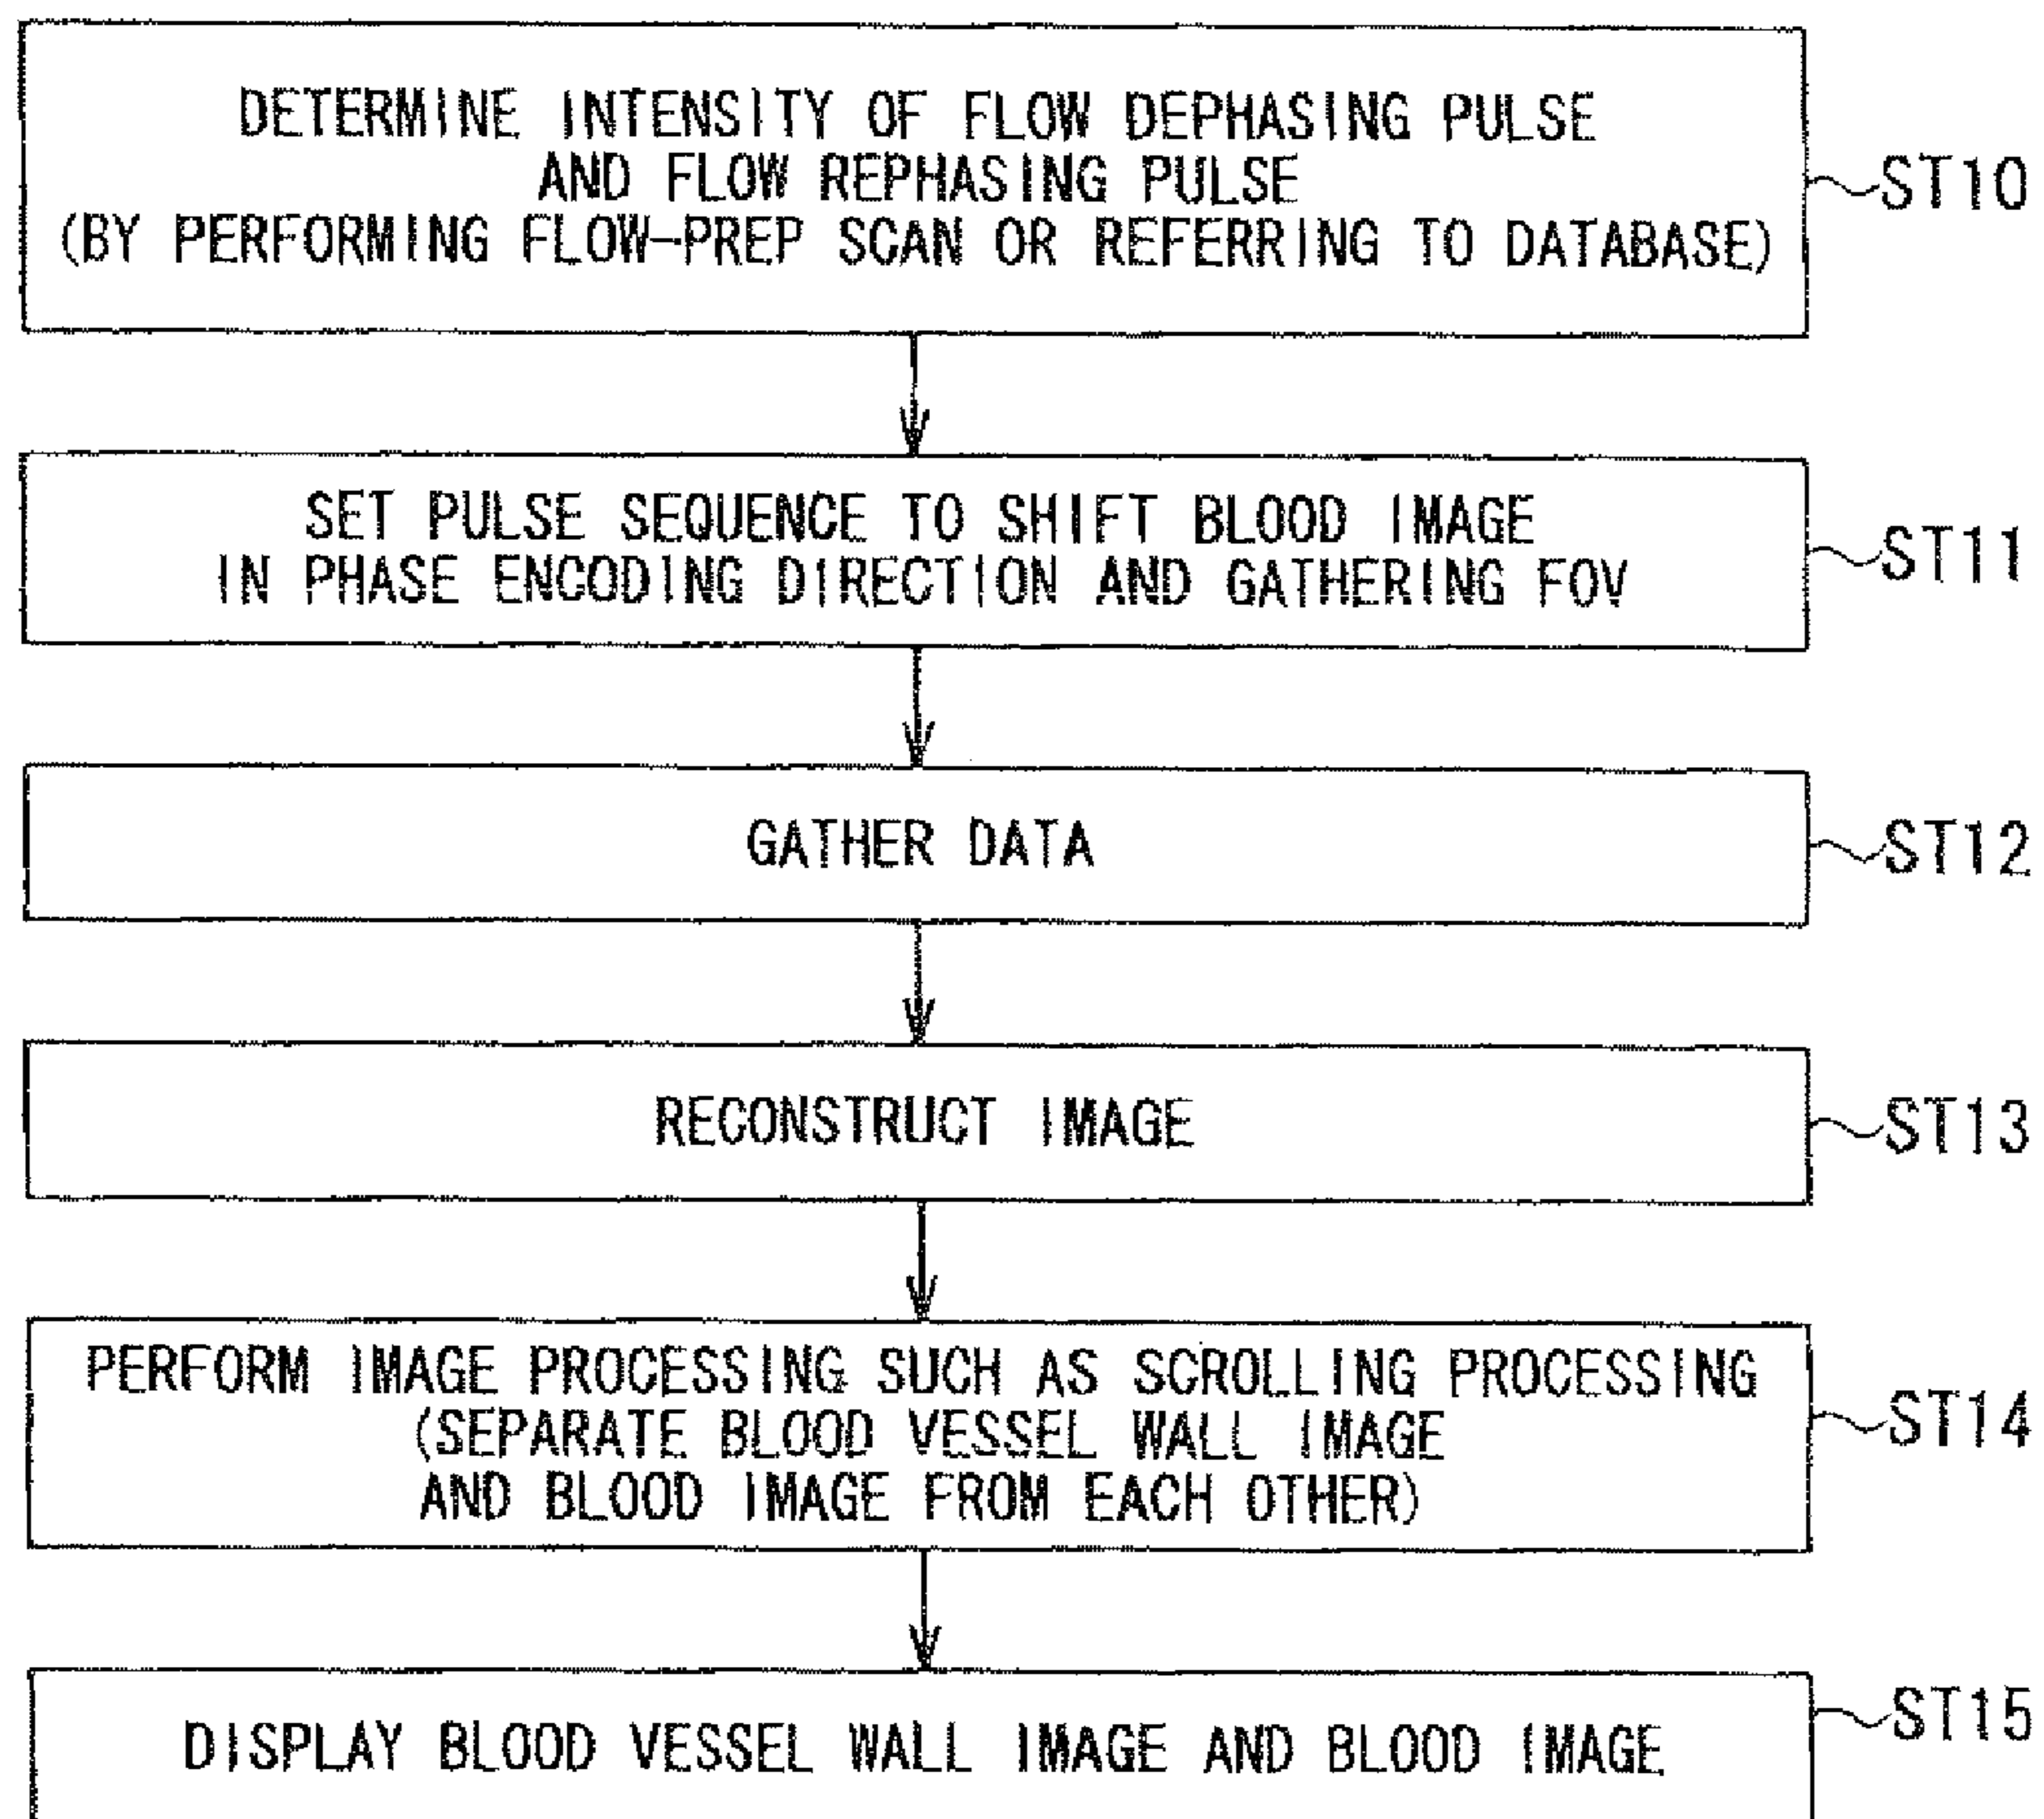 DETERMINE INTENSITY OF FLOW DEPHASING PULSE
AND FLOW REPHASING PULSE
(BY PERFORMING FLOW-PREP SCAN OR REFERRING TO DATABASE)
ST10
SET PULSE SEQUENCE TO SHIFT BLOOD IMAGE
IN PHASE ENCODING DIRECTION AND GATHERING FOV
ST11
GATHER DATA
ST12
RECONSTRUCT IMAGE
ST13
PERFORM IMAGE PROCESSING SUCH AS SCROLLING PROCESSING
(SEPARATE BLOOD VESSEL WALL IMAGE
AND BLOOD IMAGE FROM EACH OTHER)
ST14
DISPLAY BLOOD VESSEL WALL IMAGE AND BLOOD IMAGE
ST15